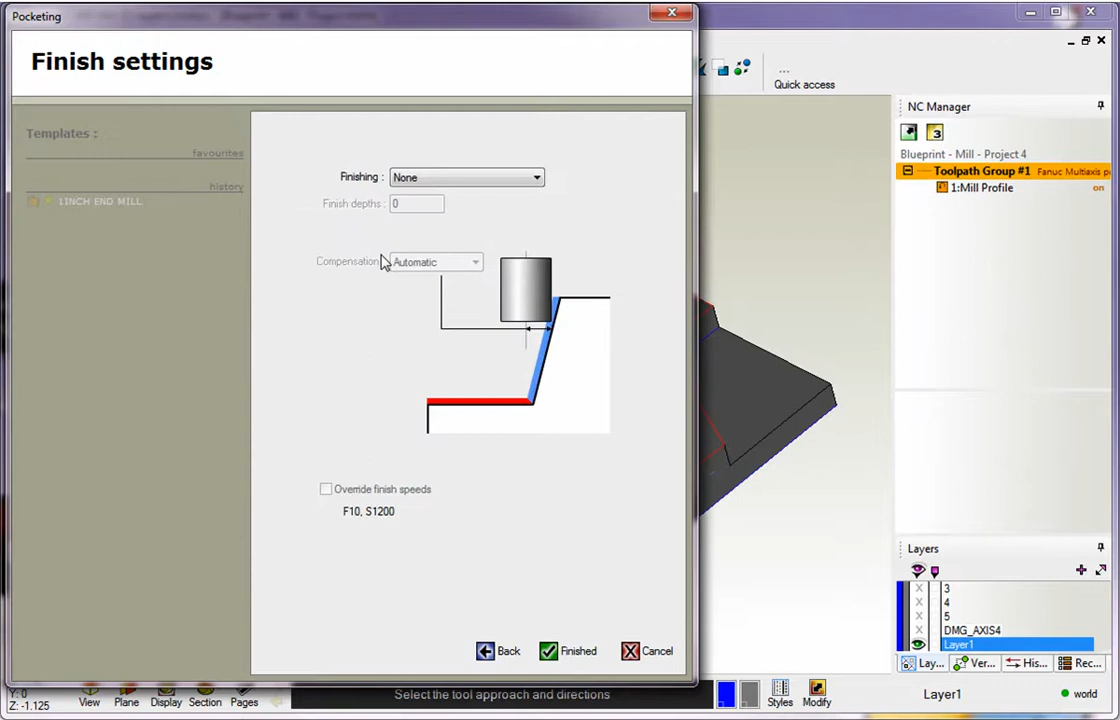 Pocketing
Finish settings
Templates :
favourites
history
1INCH END MILL
Finishing : None
Finish depths : 0
Compensation Automatic
Override finish speeds
F10, S1200
Back
Finished
Cancel
...
Quick access
NC Manager
3
Blueprint - Mill - Project 4
Toolpath Group #1 Fanuc Multiaxis p
1:Mill Profile on
Layers
X 3
X 4
X 5
X DMG_AXIS4
Layer1
Lay... Ver... His... Rec...
Y: 0
Z: -1.125
View Plane Display Section Pages
Select the tool approach and directions
Styles Modify
Layer1
world